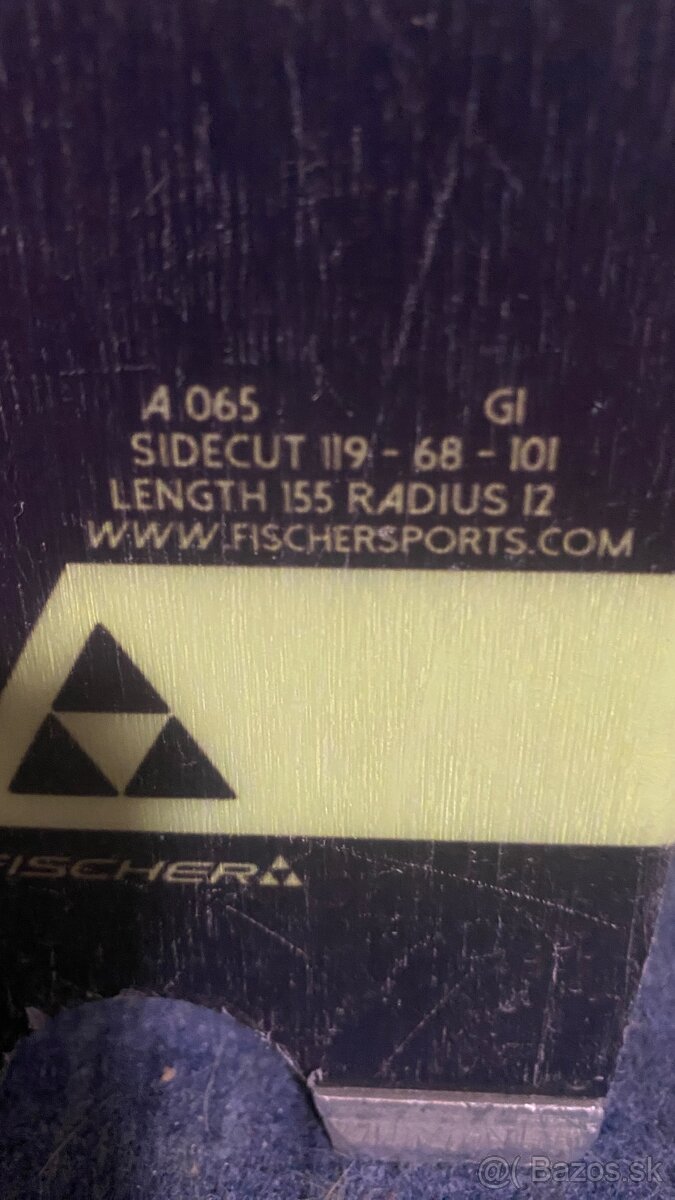 A 065 GI
SIDECUT 119 - 68 - 101
LENGTH 155 RADIUS 12
WWW.FISCHERSPORTS.COM
FISCHER
@( Bazos.sk